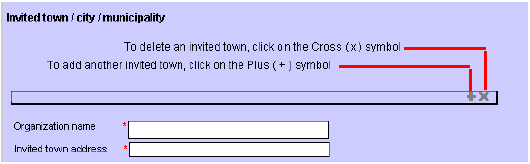 Invited town / city / municipality
To delete an invited town, click on the Cross (x) symbol
To add another invited town, click on the Plus (+) symbol
Organization name *
Invited town address *